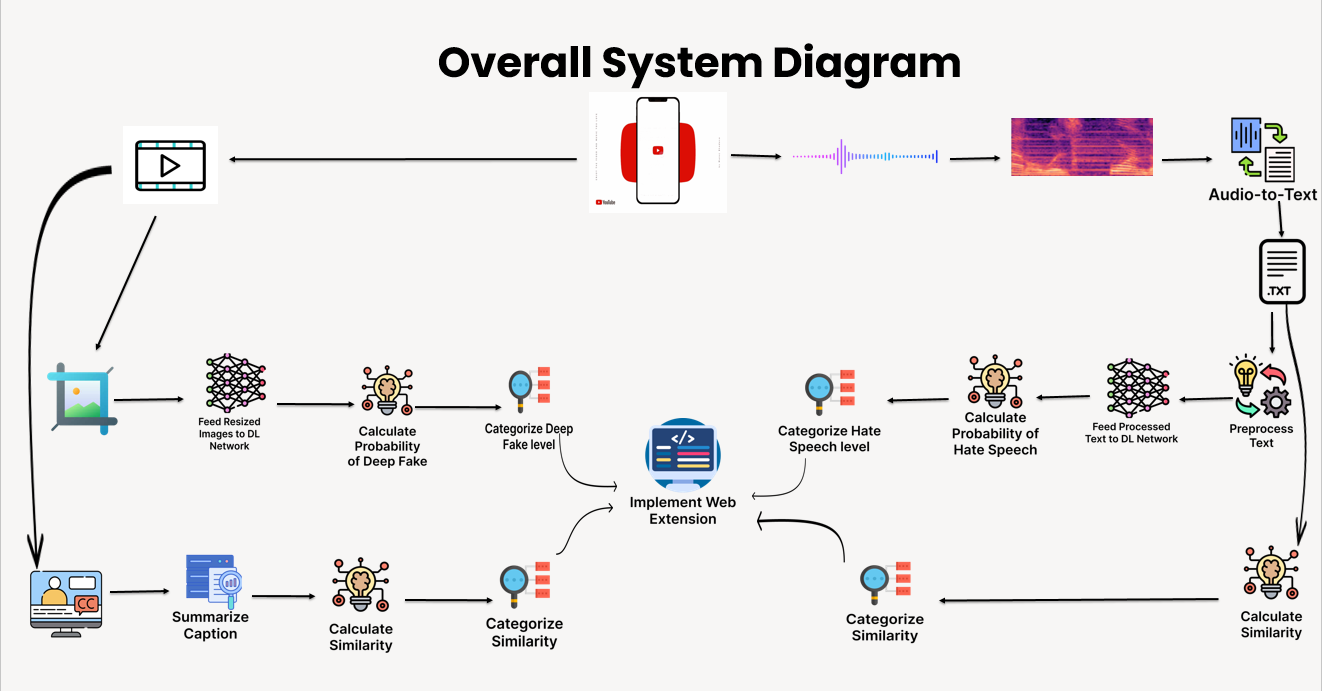 Overall System Diagram
YouTube
Audio-to-Text
.TXT
Feed Resized
Images to DL
Network
Calculate
Probability
of Deep Fake
Categorize Deep
Fake level
Implement Web
Extension
</>
Categorize Hate
Speech level
Calculate
Probability of
Hate Speech
Feed Processed
Text to DL Network
Preprocess
Text
CC
Summarize
Caption
Calculate
Similarity
Categorize
Similarity
Categorize
Similarity
Calculate
Similarity